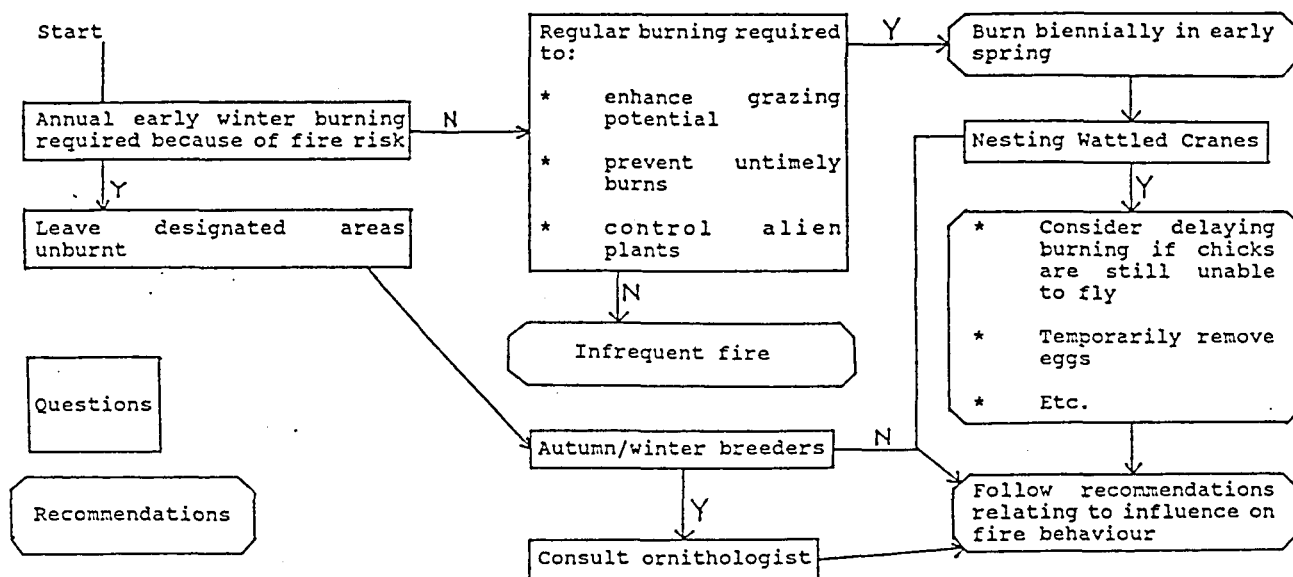 Start
Annual early winter burning
required because of fire risk
N
Y
Leave designated areas
unburnt
Regular burning required
to:
* enhance grazing
potential
* prevent untimely
burns
* control alien
plants
Y
N
Infrequent fire
Burn biennially in early
spring
Nesting Wattled Cranes
Y
* Consider delaying
burning if chicks
are still unable
to fly
* Temporarily remove
eggs
* Etc.
Questions
Recommendations
Autumn/winter breeders
N
Y
Consult ornithologist
Follow recommendations
relating to influence on
fire behaviour